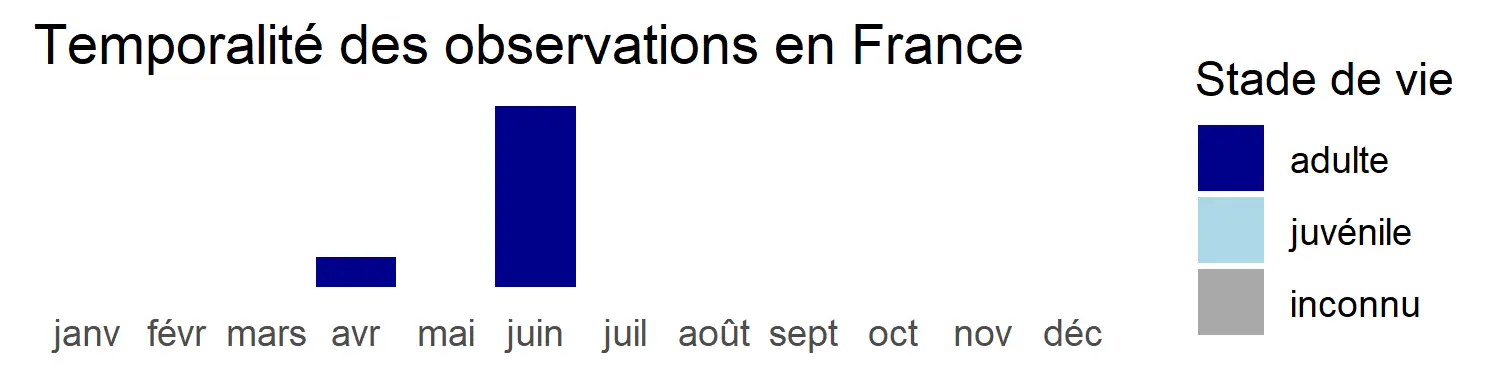 Temporalité des observations en France
janv févr mars avr mai juin juil août sept oct nov déc
Stade de vie
adulte
juvénile
inconnu